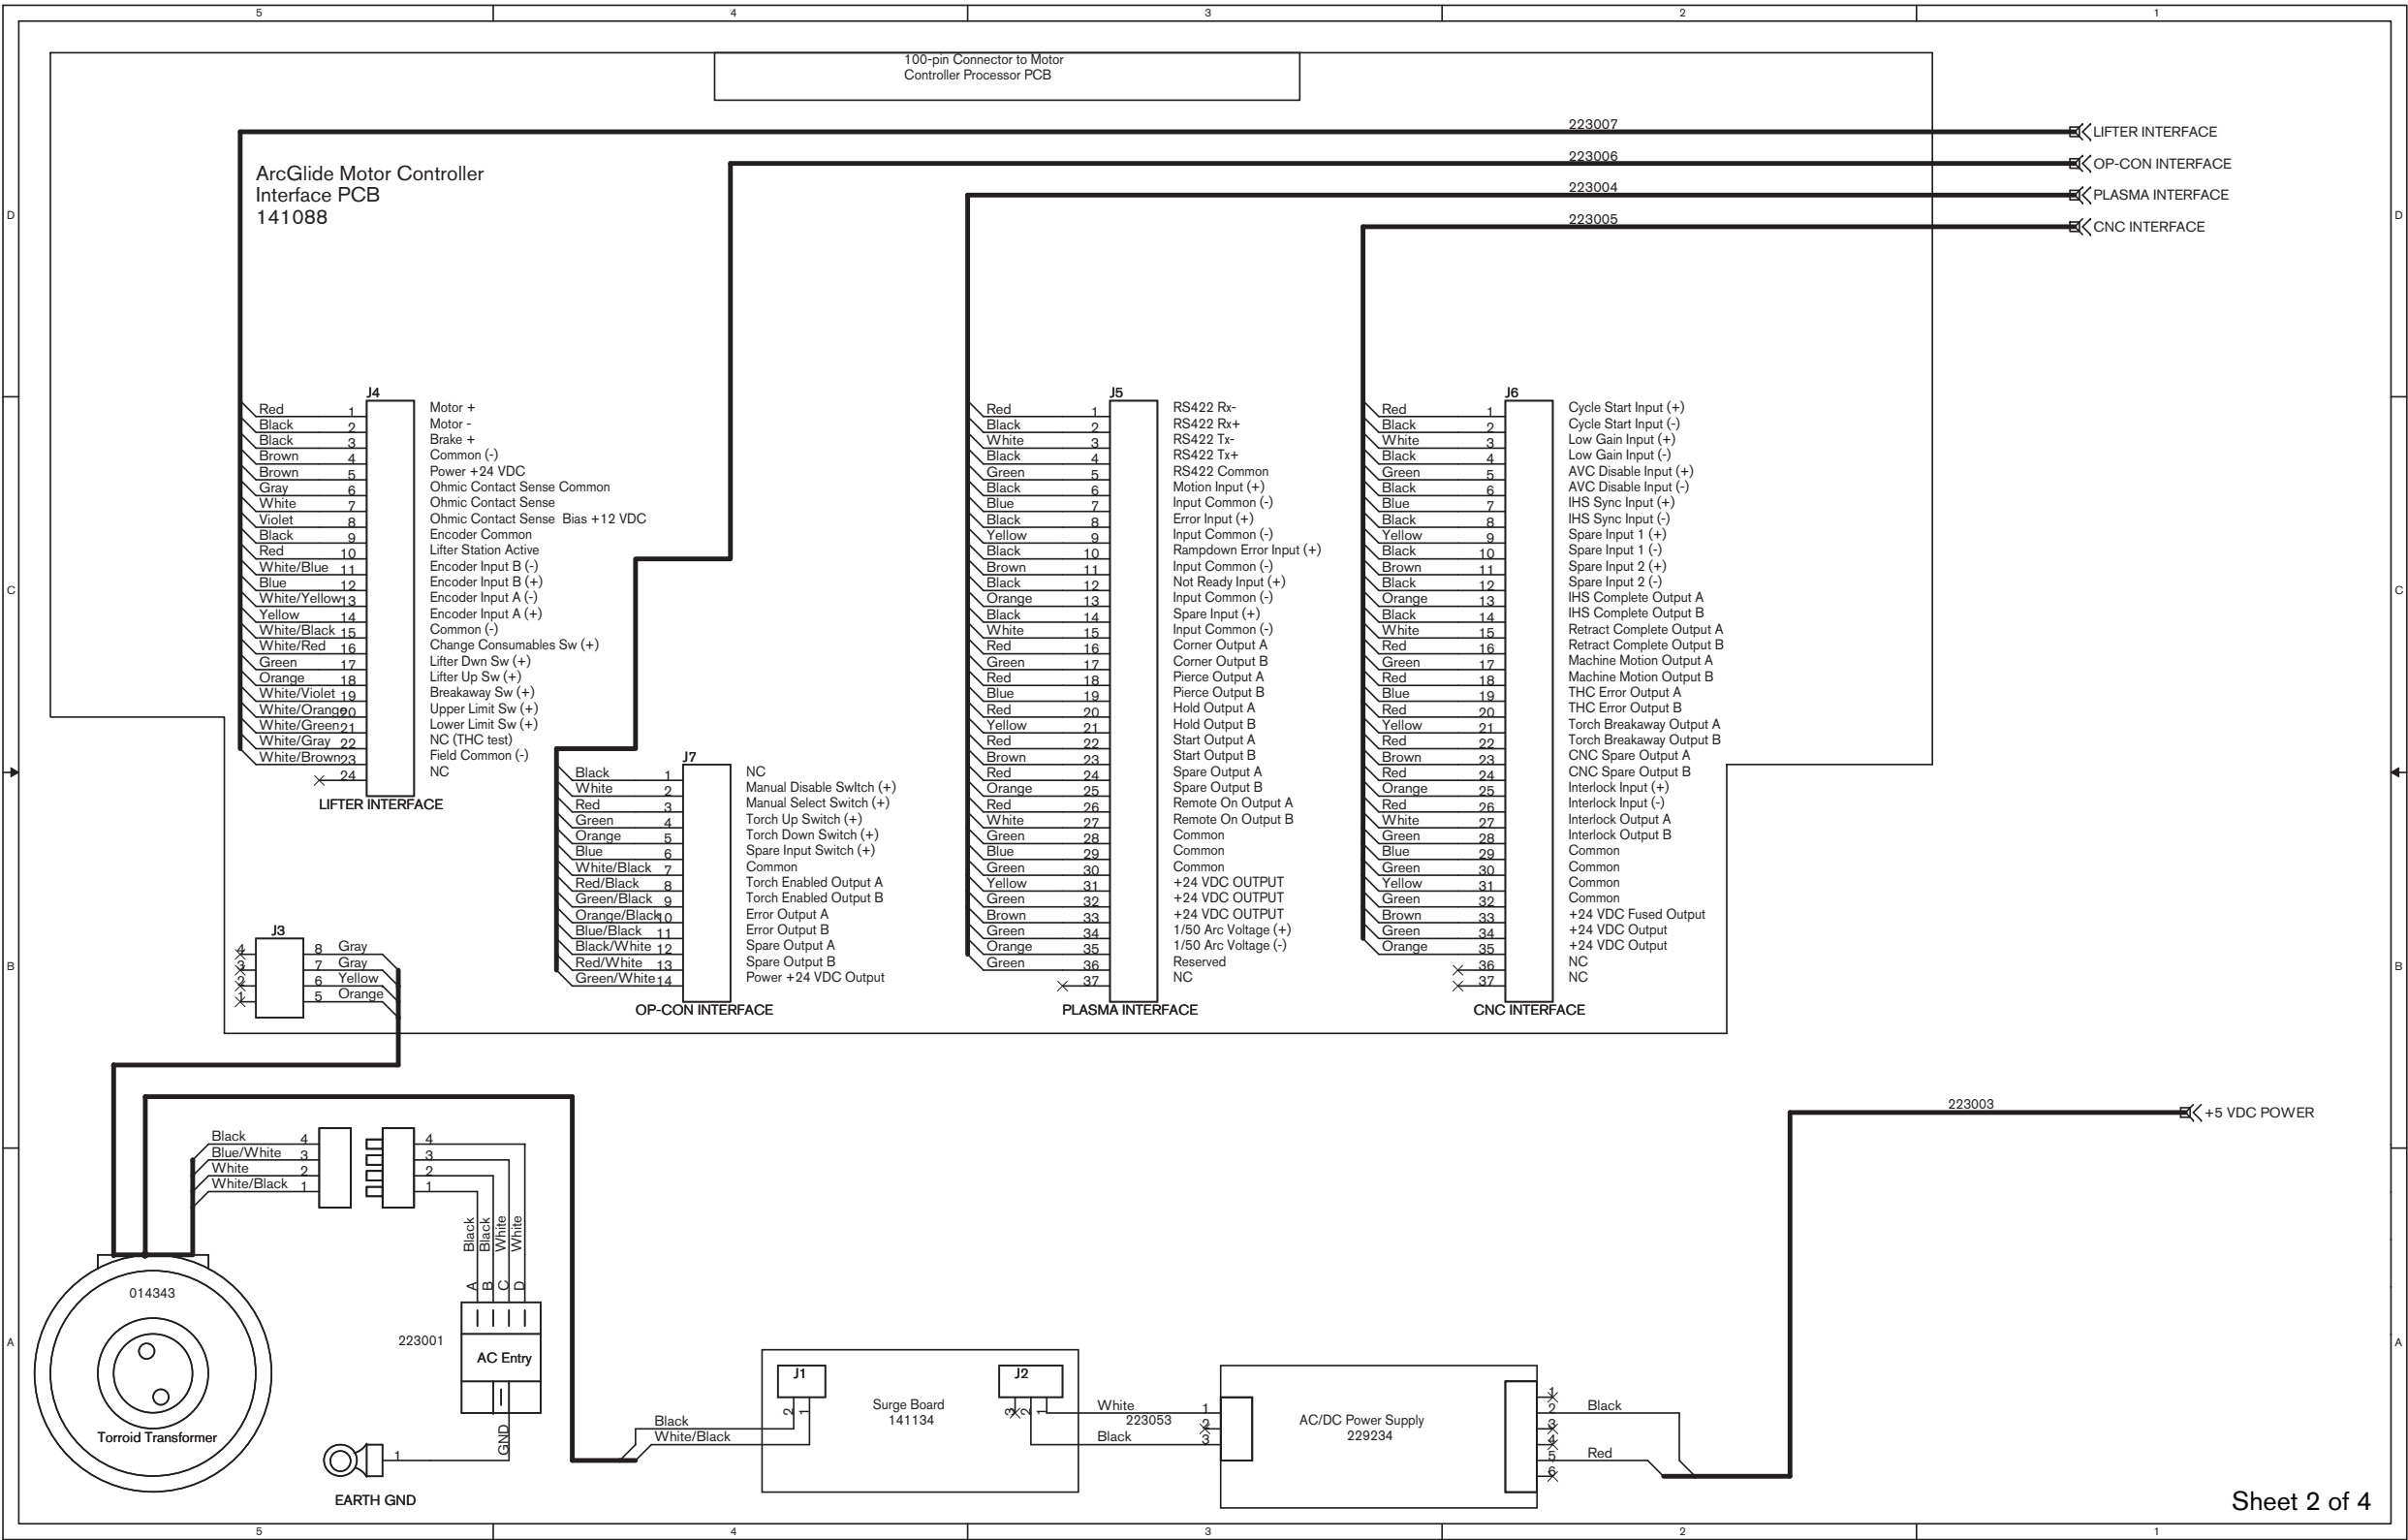 5 4 3 2 1
100-pin Connector to Motor
Controller Processor PCB
223007 LIFTER INTERFACE
223006 OP-CON INTERFACE
223004 PLASMA INTERFACE
223005 CNC INTERFACE
ArcGlide Motor Controller
Interface PCB
141088
D D
C C
B B
A A
J4
Red 1 Motor +
Black 2 Motor -
Black 3 Brake +
Brown 4 Common (-)
Brown 5 Power +24 VDC
Gray 6 Ohmic Contact Sense Common
White 7 Ohmic Contact Sense
Violet 8 Ohmic Contact Sense Bias +12 VDC
Black 9 Encoder Common
Red 10 Lifter Station Active
White/Blue 11 Encoder Input B (-)
Blue 12 Encoder Input B (+)
White/Yellow 13 Encoder Input A (-)
Yellow 14 Encoder Input A (+)
White/Black 15 Common (-)
White/Red 16 Change Consumables Sw (+)
Green 17 Lifter Dwn Sw (+)
Orange 18 Lifter Up Sw (+)
White/Violet 19 Breakaway Sw (+)
White/Orange 20 Upper Limit Sw (+)
White/Green 21 Lower Limit Sw (+)
White/Gray 22 NC (THC test)
White/Brown 23 Field Common (-)
24 NC
LIFTER INTERFACE
J7
Black 1 NC
White 2 Manual Disable SwItch (+)
Red 3 Manual Select Switch (+)
Green 4 Torch Up Switch (+)
Orange 5 Torch Down Switch (+)
Blue 6 Spare Input Switch (+)
White/Black 7 Common
Red/Black 8 Torch Enabled Output A
Green/Black 9 Torch Enabled Output B
Orange/Black 10 Error Output A
Blue/Black 11 Error Output B
Black/White 12 Spare Output A
Red/White 13 Spare Output B
Green/White 14 Power +24 VDC Output
OP-CON INTERFACE
J5
Red 1 RS422 Rx-
Black 2 RS422 Rx+
White 3 RS422 Tx-
Black 4 RS422 Tx+
Green 5 RS422 Common
Black 6 Motion Input (+)
Blue 7 Input Common (-)
Black 8 Error Input (+)
Yellow 9 Input Common (-)
Black 10 Rampdown Error Input (+)
Brown 11 Input Common (-)
Black 12 Not Ready Input (+)
Orange 13 Input Common (-)
Black 14 Spare Input (+)
White 15 Input Common (-)
Red 16 Corner Output A
Green 17 Corner Output B
Red 18 Pierce Output A
Blue 19 Pierce Output B
Red 20 Hold Output A
Yellow 21 Hold Output B
Red 22 Start Output A
Brown 23 Start Output B
Red 24 Spare Output A
Orange 25 Spare Output B
Red 26 Remote On Output A
White 27 Remote On Output B
Green 28 Common
Blue 29 Common
Green 30 Common
Yellow 31 +24 VDC OUTPUT
Green 32 +24 VDC OUTPUT
Brown 33 +24 VDC OUTPUT
Green 34 1/50 Arc Voltage (+)
Orange 35 1/50 Arc Voltage (-)
Green 36 Reserved
37 NC
PLASMA INTERFACE
J6
Red 1 Cycle Start Input (+)
Black 2 Cycle Start Input (-)
White 3 Low Gain Input (+)
Black 4 Low Gain Input (-)
Green 5 AVC Disable Input (+)
Black 6 AVC Disable Input (-)
Blue 7 IHS Sync Input (+)
Black 8 IHS Sync Input (-)
Yellow 9 Spare Input 1 (+)
Black 10 Spare Input 1 (-)
Brown 11 Spare Input 2 (+)
Black 12 Spare Input 2 (-)
Orange 13 IHS Complete Output A
Black 14 IHS Complete Output B
White 15 Retract Complete Output A
Red 16 Retract Complete Output B
Green 17 Machine Motion Output A
Red 18 Machine Motion Output B
Blue 19 THC Error Output A
Red 20 THC Error Output B
Yellow 21 Torch Breakaway Output A
Red 22 Torch Breakaway Output B
Brown 23 CNC Spare Output A
Red 24 CNC Spare Output B
Orange 25 Interlock Input (+)
Red 26 Interlock Input (-)
White 27 Interlock Output A
Green 28 Interlock Output B
Blue 29 Common
Green 30 Common
Yellow 31 Common
Green 32 Common
Brown 33 +24 VDC Fused Output
Green 34 +24 VDC Output
Orange 35 +24 VDC Output
36 NC
37 NC
CNC INTERFACE
J3
4 8 Gray
3 7 Gray
2 6 Yellow
1 5 Orange
223003 +5 VDC POWER
Black 4 4
Blue/White 3 3
White 2 2
White/Black 1 1
Black Black White White
A B C D
014343
Torroid Transformer
223001
AC Entry
GND
1
EARTH GND
Black
White/Black
J1
2 1
Surge Board
141134
J2
3 2 1
White 1
223053 2
Black 3
AC/DC Power Supply
229234
1
2 Black
3
4
5 Red
6
Sheet 2 of 4
5 4 3 2 1